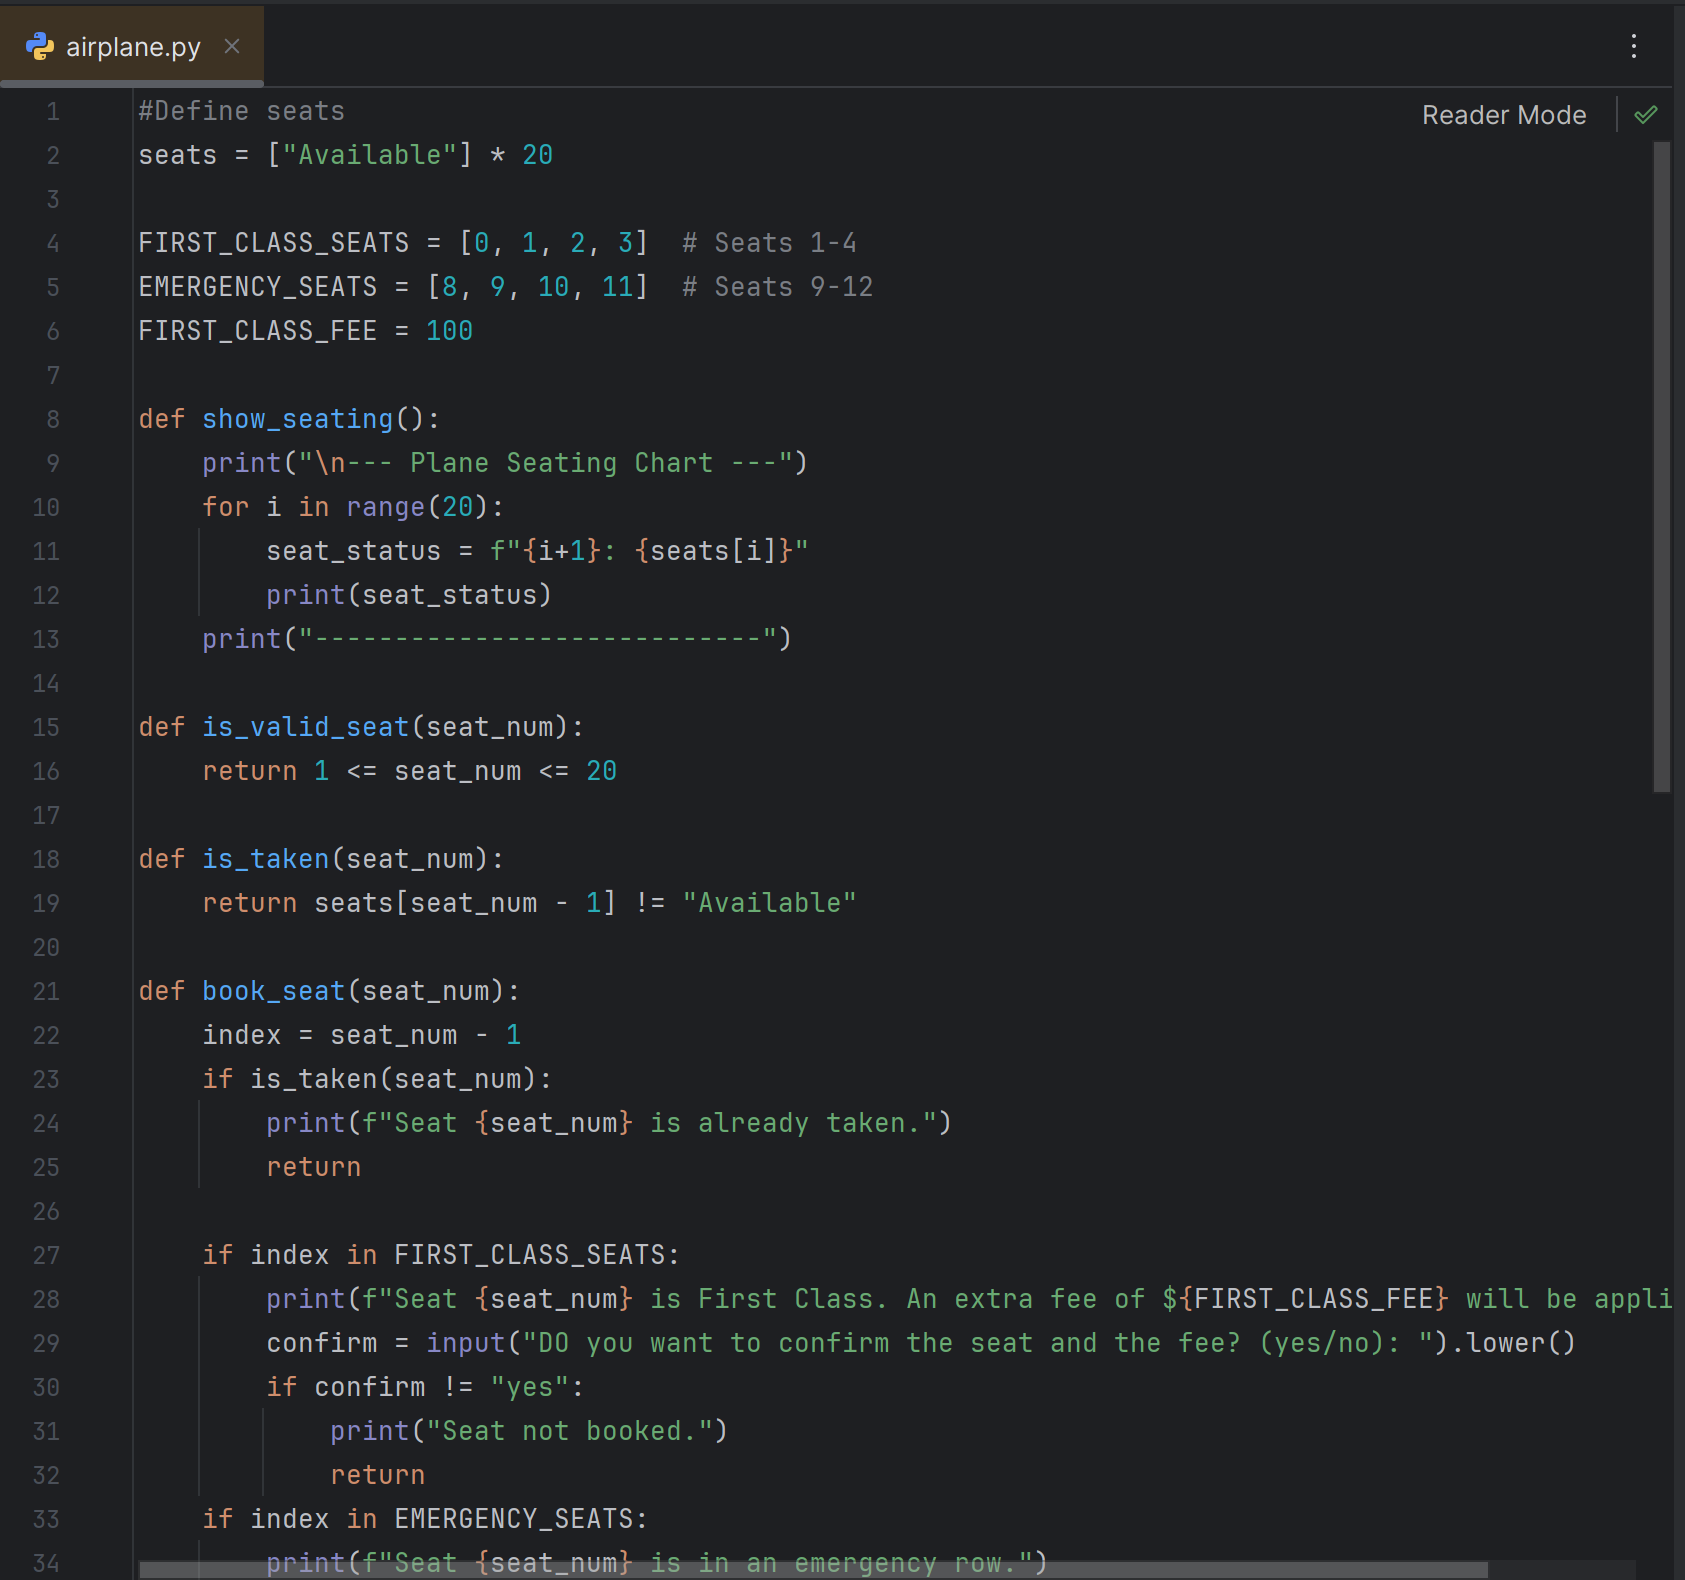 airplane.py
Reader Mode
1 #Define seats
2 seats = ["Available"] * 20
3
4 FIRST_CLASS_SEATS = [0, 1, 2, 3]  # Seats 1-4
5 EMERGENCY_SEATS = [8, 9, 10, 11]  # Seats 9-12
6 FIRST_CLASS_FEE = 100
7
8 def show_seating():
9     print("\n--- Plane Seating Chart ---")
10     for i in range(20):
11         seat_status = f"{i+1}: {seats[i]}"
12         print(seat_status)
13     print("----------------------------")
14
15 def is_valid_seat(seat_num):
16     return 1 <= seat_num <= 20
17
18 def is_taken(seat_num):
19     return seats[seat_num - 1] != "Available"
20
21 def book_seat(seat_num):
22     index = seat_num - 1
23     if is_taken(seat_num):
24         print(f"Seat {seat_num} is already taken.")
25         return
26
27     if index in FIRST_CLASS_SEATS:
28         print(f"Seat {seat_num} is First Class. An extra fee of ${FIRST_CLASS_FEE} will be appli
29         confirm = input("DO you want to confirm the seat and the fee? (yes/no): ").lower()
30         if confirm != "yes":
31             print("Seat not booked.")
32             return
33     if index in EMERGENCY_SEATS:
34         print(f"Seat {seat_num} is in an emergency row.")